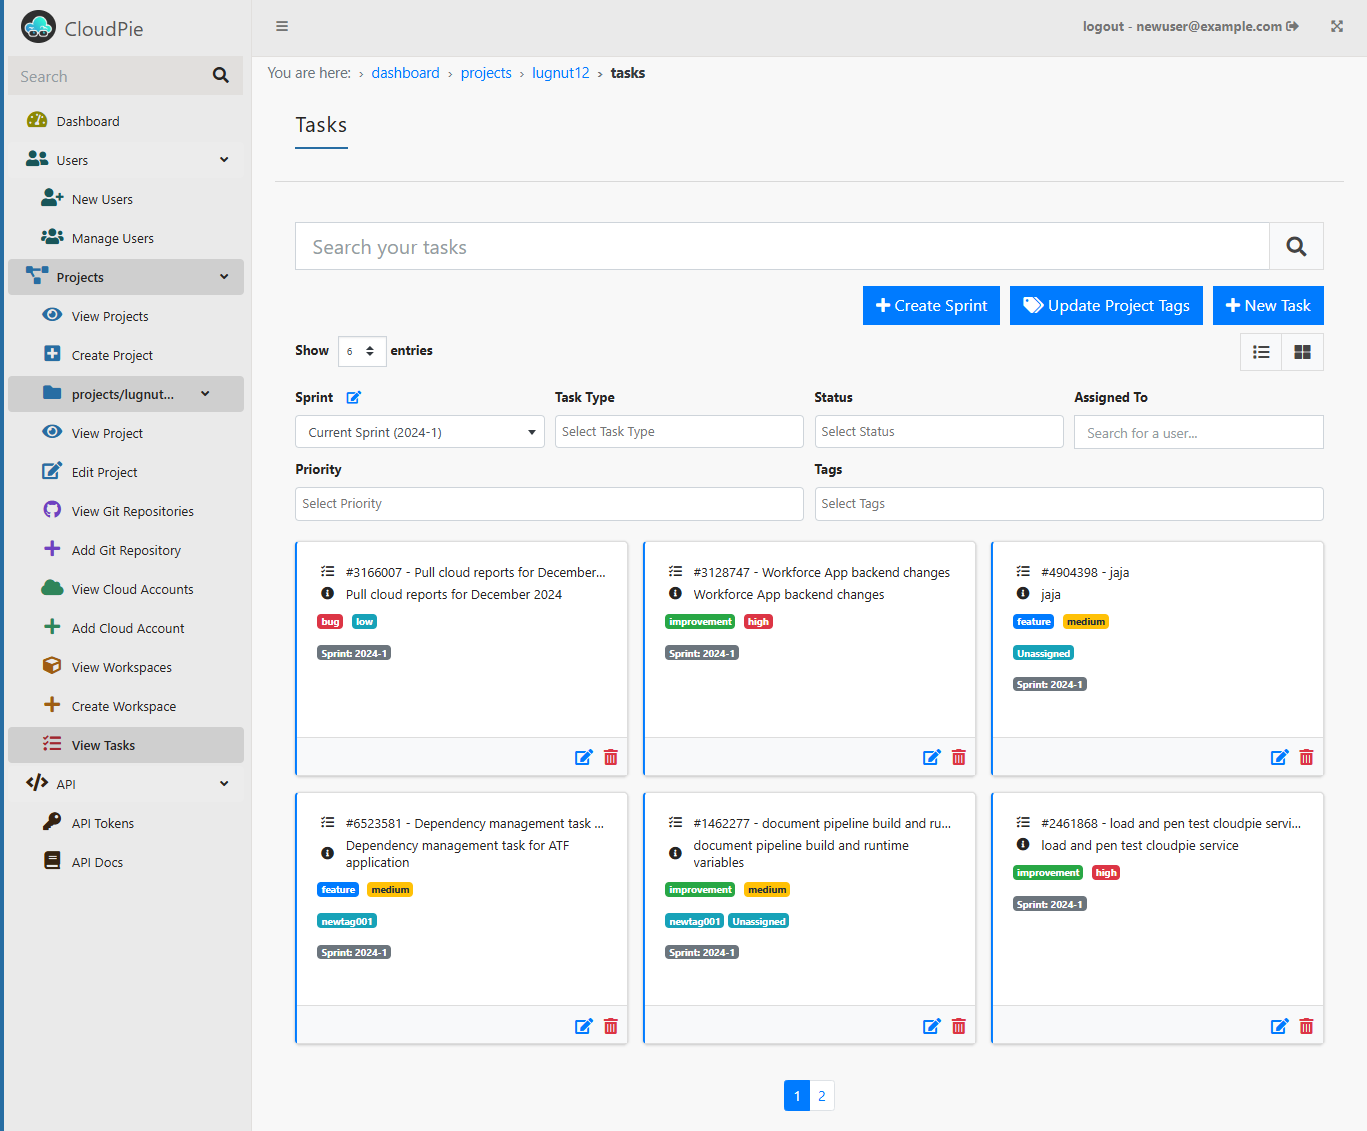 CloudPie
logout - newuser@example.com
Search
You are here: › dashboard › projects › lugnut12 › tasks
Dashboard
Users
New Users
Manage Users
Projects
View Projects
Create Project
projects/lugnut...
View Project
Edit Project
View Git Repositories
Add Git Repository
View Cloud Accounts
Add Cloud Account
View Workspaces
Create Workspace
View Tasks
API
API Tokens
API Docs
Tasks
Search your tasks
Create Sprint
Update Project Tags
New Task
Show 6 entries
Sprint
Task Type
Status
Assigned To
Current Sprint (2024-1)
Select Task Type
Select Status
Search for a user...
Priority
Tags
Select Priority
Select Tags
#3166007 - Pull cloud reports for December...
Pull cloud reports for December 2024
bug low
Sprint: 2024-1
#3128747 - Workforce App backend changes
Workforce App backend changes
improvement high
Sprint: 2024-1
#4904398 - jaja
jaja
feature medium
Unassigned
Sprint: 2024-1
#6523581 - Dependency management task ...
Dependency management task for ATF
application
feature medium
newtag001
Sprint: 2024-1
#1462277 - document pipeline build and ru...
document pipeline build and runtime
variables
improvement medium
newtag001 Unassigned
Sprint: 2024-1
#2461868 - load and pen test cloudpie servi...
load and pen test cloudpie service
improvement high
Sprint: 2024-1
1 2